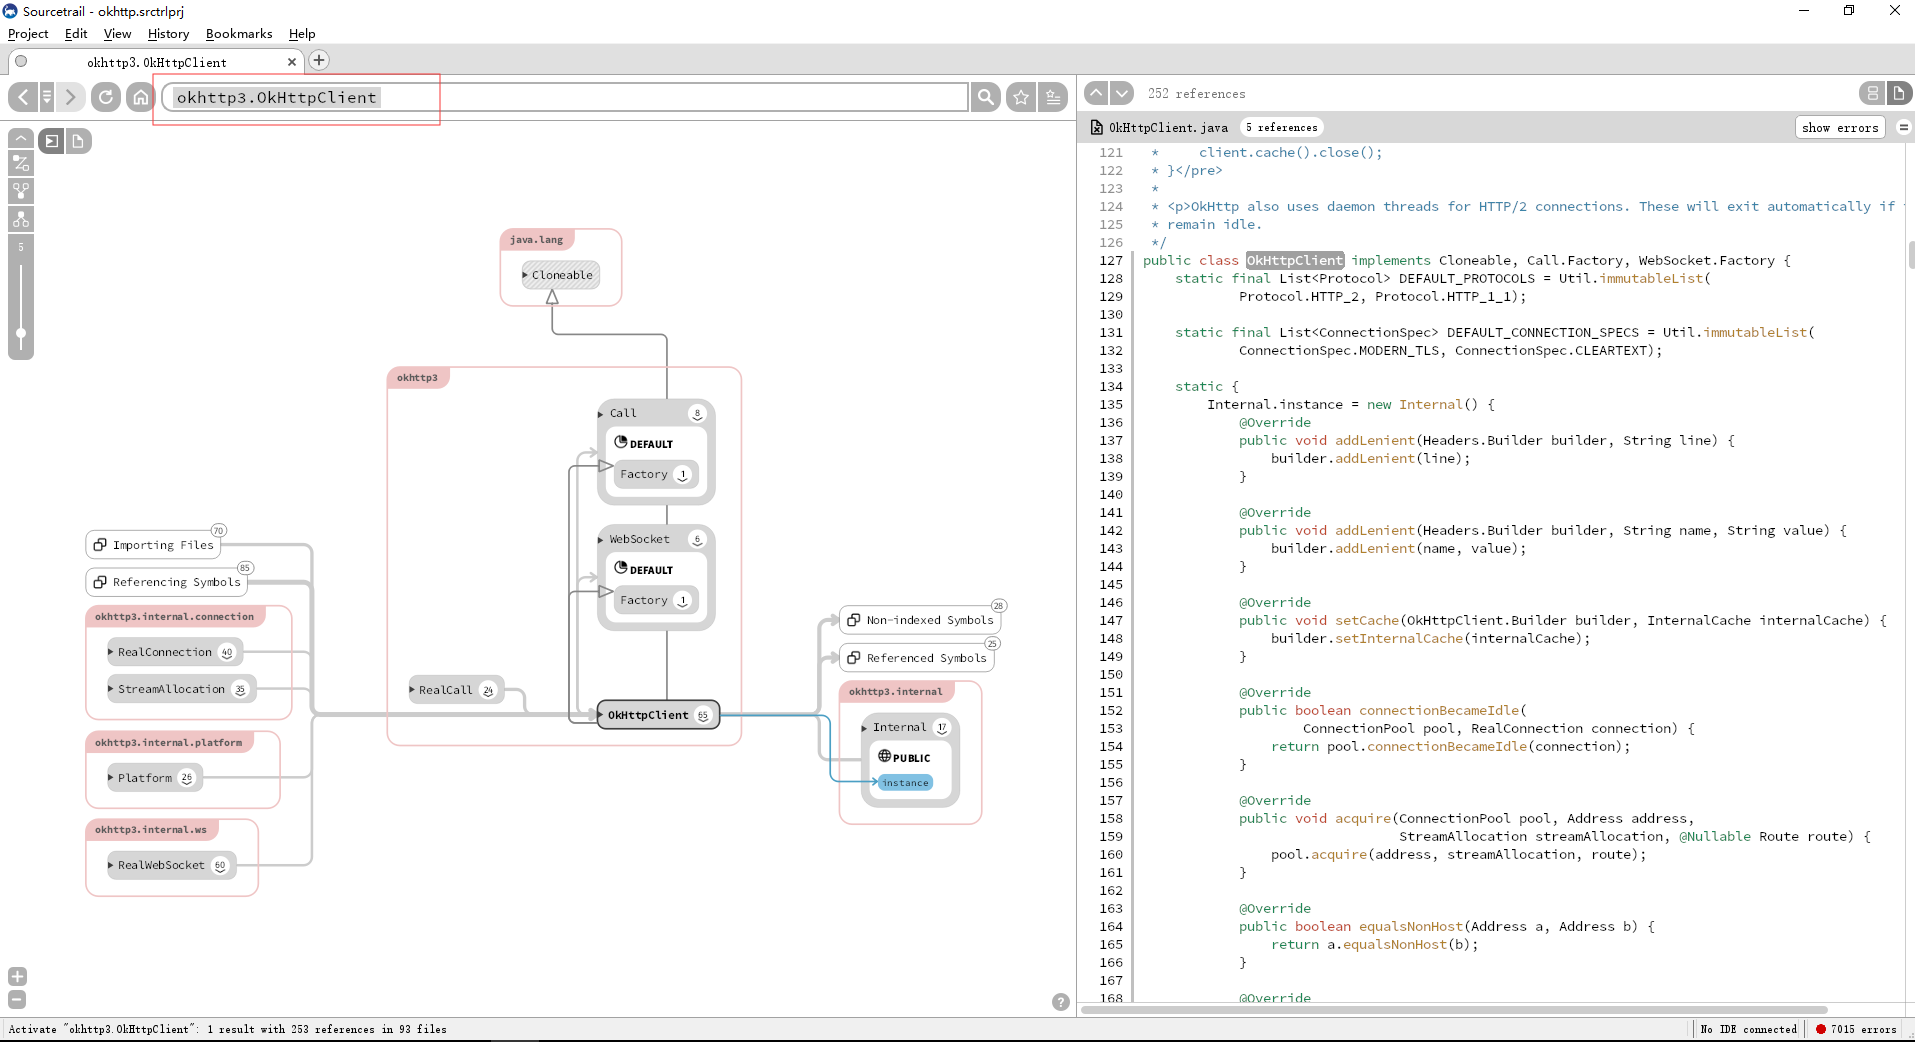 Sourcetrail - okhttp.srctrlprj
Project Edit View History Bookmarks Help
okhttp3.OkHttpClient
okhttp3.OkHttpClient
5
java.lang
Cloneable
okhttp3
Call 8
DEFAULT
Factory 1
WebSocket 6
DEFAULT
Factory 1
RealCall 24
OkHttpClient 65
Importing Files 70
Referencing Symbols 85
okhttp3.internal.connection
RealConnection 40
StreamAllocation 35
okhttp3.internal.platform
Platform 26
okhttp3.internal.ws
RealWebSocket 60
Non-indexed Symbols 28
Referenced Symbols 25
okhttp3.internal
Internal 17
PUBLIC
instance
?
252 references
OkHttpClient.java 5 references show errors
121 *     client.cache().close();
122 * }</pre>
123 *
124 * <p>OkHttp also uses daemon threads for HTTP/2 connections. These will exit automatically if
125 * remain idle.
126 */
127 public class OkHttpClient implements Cloneable, Call.Factory, WebSocket.Factory {
128     static final List<Protocol> DEFAULT_PROTOCOLS = Util.immutableList(
129             Protocol.HTTP_2, Protocol.HTTP_1_1);
130
131     static final List<ConnectionSpec> DEFAULT_CONNECTION_SPECS = Util.immutableList(
132             ConnectionSpec.MODERN_TLS, ConnectionSpec.CLEARTEXT);
133
134     static {
135         Internal.instance = new Internal() {
136             @Override
137             public void addLenient(Headers.Builder builder, String line) {
138                 builder.addLenient(line);
139             }
140
141             @Override
142             public void addLenient(Headers.Builder builder, String name, String value) {
143                 builder.addLenient(name, value);
144             }
145
146             @Override
147             public void setCache(OkHttpClient.Builder builder, InternalCache internalCache) {
148                 builder.setInternalCache(internalCache);
149             }
150
151             @Override
152             public boolean connectionBecameIdle(
153                     ConnectionPool pool, RealConnection connection) {
154                 return pool.connectionBecameIdle(connection);
155             }
156
157             @Override
158             public void acquire(ConnectionPool pool, Address address,
159                                 StreamAllocation streamAllocation, @Nullable Route route) {
160                 pool.acquire(address, streamAllocation, route);
161             }
162
163             @Override
164             public boolean equalsNonHost(Address a, Address b) {
165                 return a.equalsNonHost(b);
166             }
167
168             @Override
Activate "okhttp3.OkHttpClient": 1 result with 253 references in 93 files
No IDE connected 7015 errors